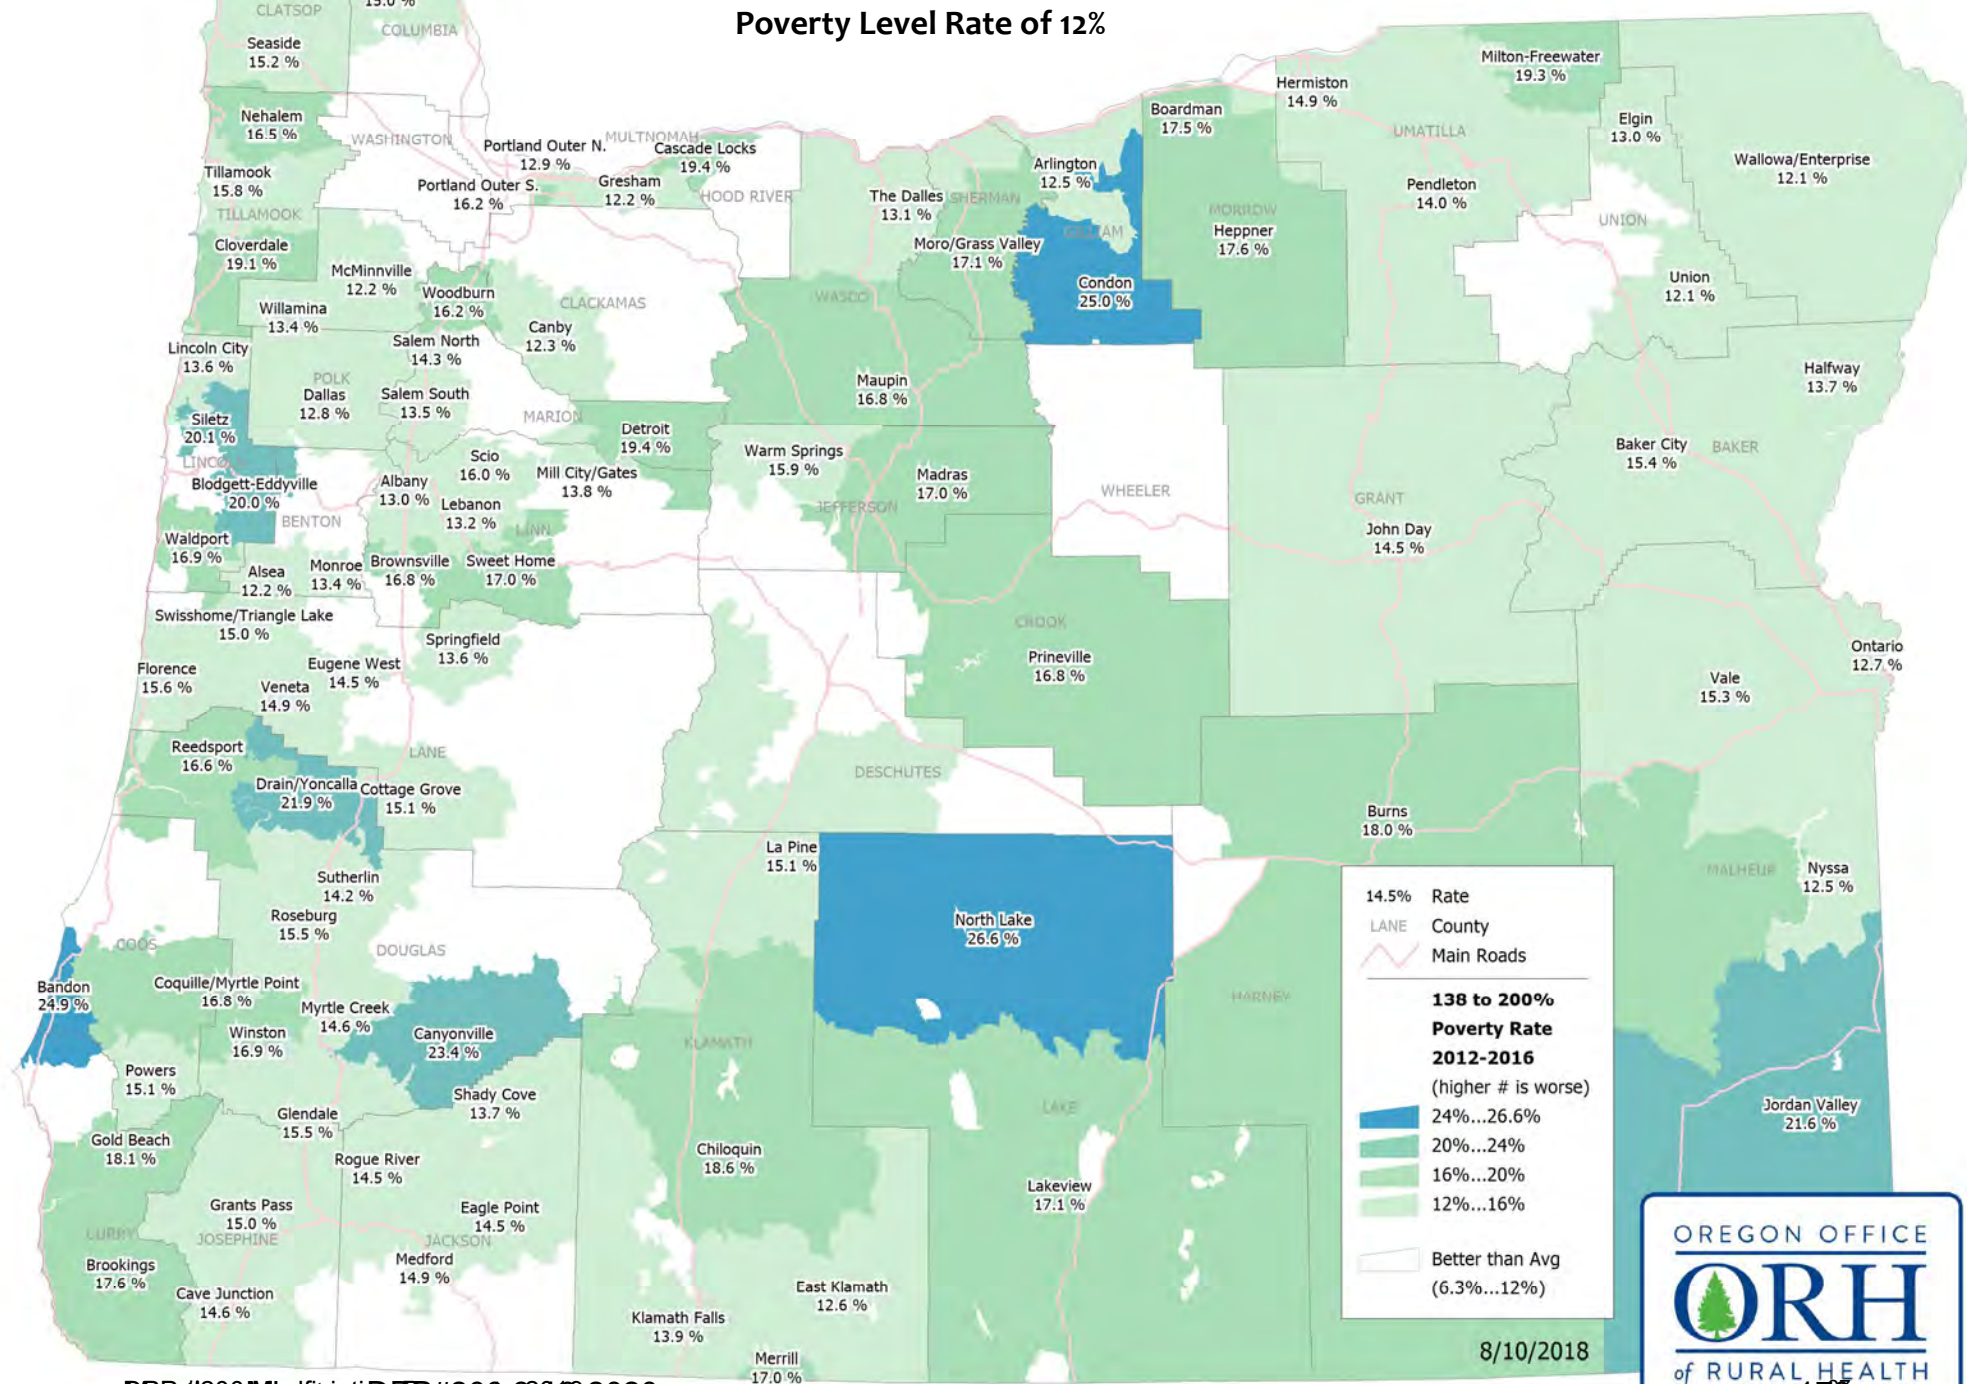 Poverty Level Rate of 12%
CLATSOP
COLUMBIA
Seaside
15.2 %
Nehalem
16.5 %
WASHINGTON
Portland Outer N.
12.9 %
MULTNOMAH
Cascade Locks
19.4 %
Tillamook
15.8 %
TILLAMOOK
Portland Outer S.
16.2 %
Gresham
12.2 %
HOOD RIVER
The Dalles
13.1 %
SHERMAN
Arlington
12.5 %
Boardman
17.5 %
Hermiston
14.9 %
Milton-Freewater
19.3 %
Elgin
13.0 %
UMATILLA
Wallowa/Enterprise
12.1 %
Pendleton
14.0 %
UNION
MORROW
Heppner
17.6 %
GILLIAM
Moro/Grass Valley
17.1 %
Condon
25.0 %
Union
12.1 %
Cloverdale
19.1 %
McMinnville
12.2 %
Woodburn
16.2 %
CLACKAMAS
Willamina
13.4 %
Canby
12.3 %
WASCO
Lincoln City
13.6 %
Salem North
14.3 %
POLK
Dallas
12.8 %
Salem South
13.5 %
MARION
Maupin
16.8 %
Halfway
13.7 %
Siletz
20.1 %
Detroit
19.4 %
Baker City
15.4 %
BAKER
LINCOLN
Blodgett-Eddyville
20.0 %
BENTON
Albany
13.0 %
Scio
16.0 %
Mill City/Gates
13.8 %
Lebanon
13.2 %
LINN
Warm Springs
15.9 %
JEFFERSON
Madras
17.0 %
WHEELER
GRANT
John Day
14.5 %
Waldport
16.9 %
Alsea
12.2 %
Monroe
13.4 %
Brownsville
16.8 %
Sweet Home
17.0 %
Swisshome/Triangle Lake
15.0 %
Springfield
13.6 %
CROOK
Prineville
16.8 %
Ontario
12.7 %
Vale
15.3 %
Florence
15.6 %
Eugene West
14.5 %
Veneta
14.9 %
Reedsport
16.6 %
LANE
DESCHUTES
Drain/Yoncalla
21.9 %
Cottage Grove
15.1 %
Burns
18.0 %
La Pine
15.1 %
MALHEUR
Nyssa
12.5 %
Sutherlin
14.2 %
Roseburg
15.5 %
North Lake
26.6 %
COOS
DOUGLAS
Bandon
24.9 %
Coquille/Myrtle Point
16.8 %
Myrtle Creek
14.6 %
HARNEY
Winston
16.9 %
Canyonville
23.4 %
KLAMATH
Powers
15.1 %
Shady Cove
13.7 %
LAKE
Jordan Valley
21.6 %
Glendale
15.5 %
Gold Beach
18.1 %
Rogue River
14.5 %
Chiloquin
18.6 %
Lakeview
17.1 %
Grants Pass
15.0 %
JOSEPHINE
Eagle Point
14.5 %
JACKSON
CURRY
Brookings
17.6 %
Medford
14.9 %
Cave Junction
14.6 %
East Klamath
12.6 %
Klamath Falls
13.9 %
Merrill
17.0 %
14.5% Rate
LANE County
Main Roads
138 to 200%
Poverty Rate
2012-2016
(higher # is worse)
24%...26.6%
20%...24%
16%...20%
12%...16%
Better than Avg
(6.3%...12%)
8/10/2018
OREGON OFFICE
ORH
of RURAL HEALTH